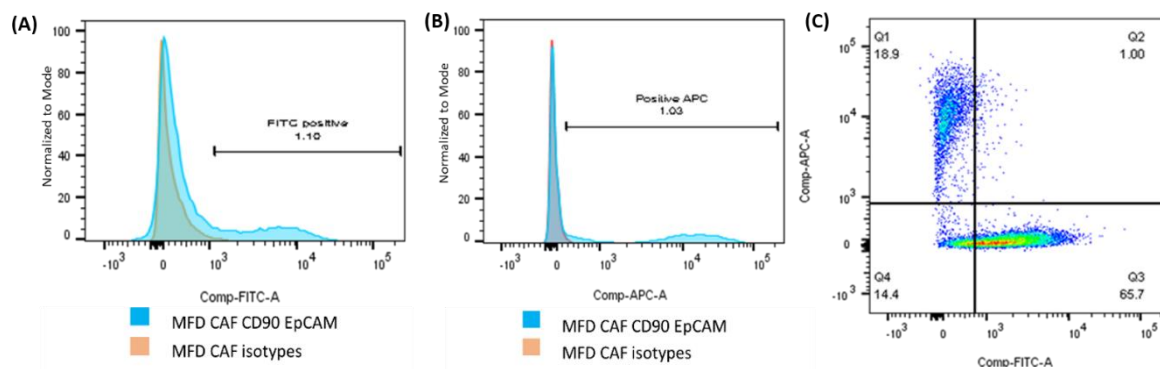 (A)
100
80
60
40
20
0
Normalized to Mode
FITC positive
1.10
-10³ 0 10³ 10⁴ 10⁵
Comp-FITC-A
MFD CAF CD90 EpCAM
MFD CAF isotypes
(B)
100
80
60
40
20
0
Normalized to Mode
Positive APC
1.03
-10³ 0 10³ 10⁴ 10⁵
Comp-APC-A
MFD CAF CD90 EpCAM
MFD CAF isotypes
(C)
Q1
18.9
Q2
1.00
10⁵
10⁴
10³
0
-10³
Comp-APC-A
Q4
14.4
Q3
65.7
-10³ 0 10³ 10⁴ 10⁵
Comp-FITC-A